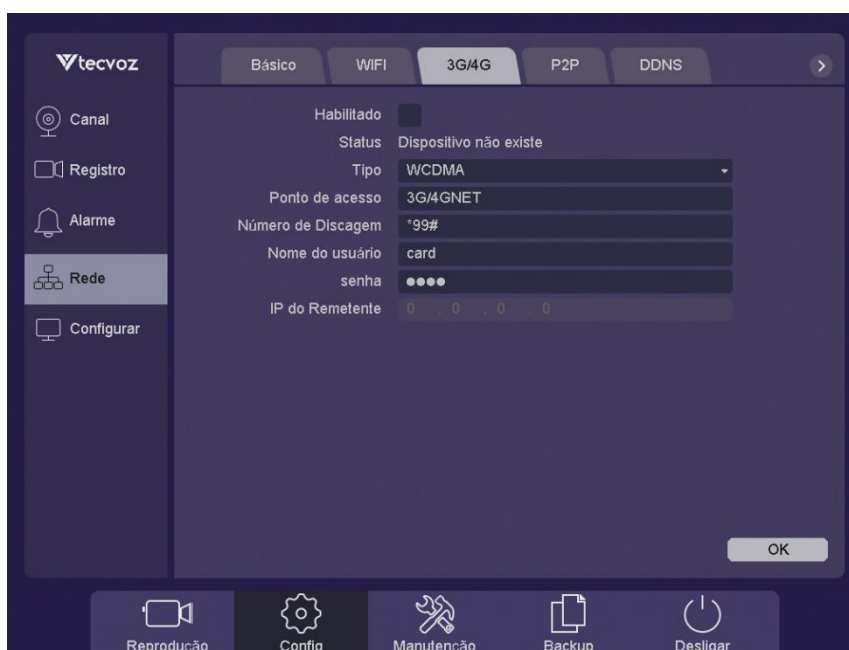 tecvoz
Básico WIFI 3G/4G P2P DDNS
Canal
Registro
Alarme
Rede
Configurar
Habilitado
Status Dispositivo não existe
Tipo WCDMA
Ponto de acesso 3G/4GNET
Número de Discagem *99#
Nome do usuário card
senha ●●●●
IP do Remetente 0 . 0 . 0 . 0
OK
Reprodução Config Manutenção Backup Desligar